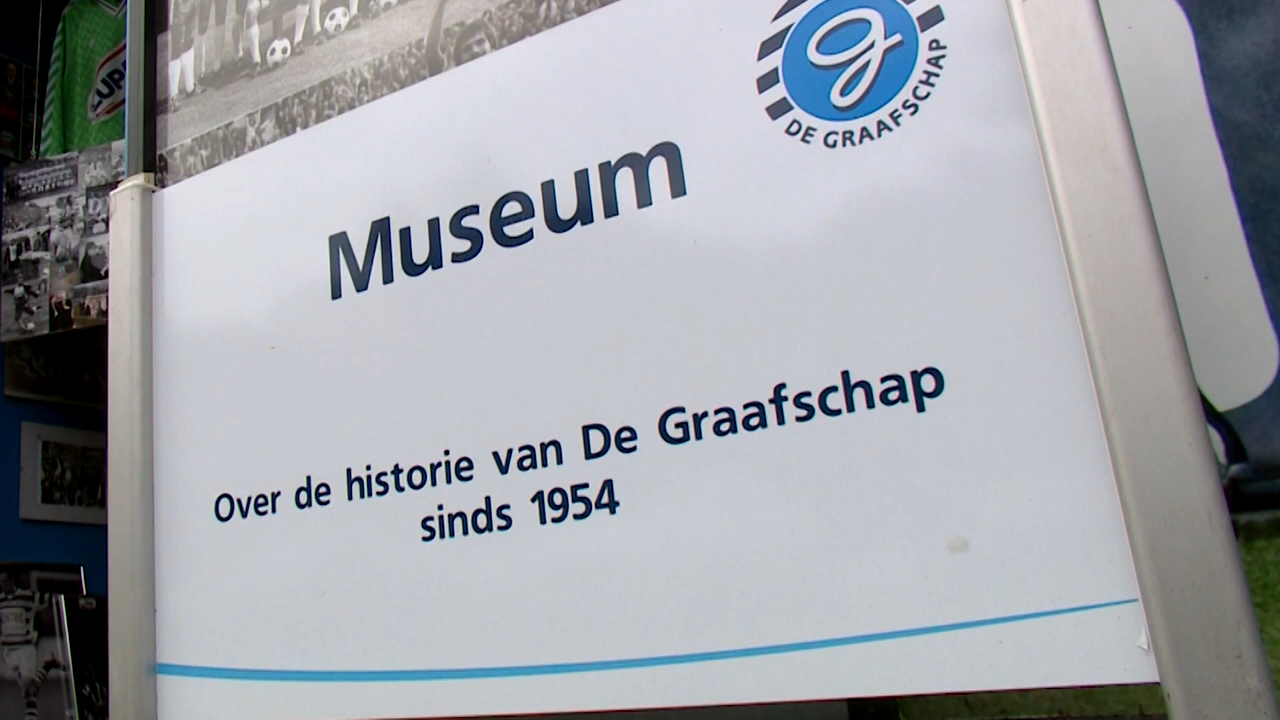 DE GRAAFSCHAP
Museum
Over de historie van De Graafschap
sinds 1954